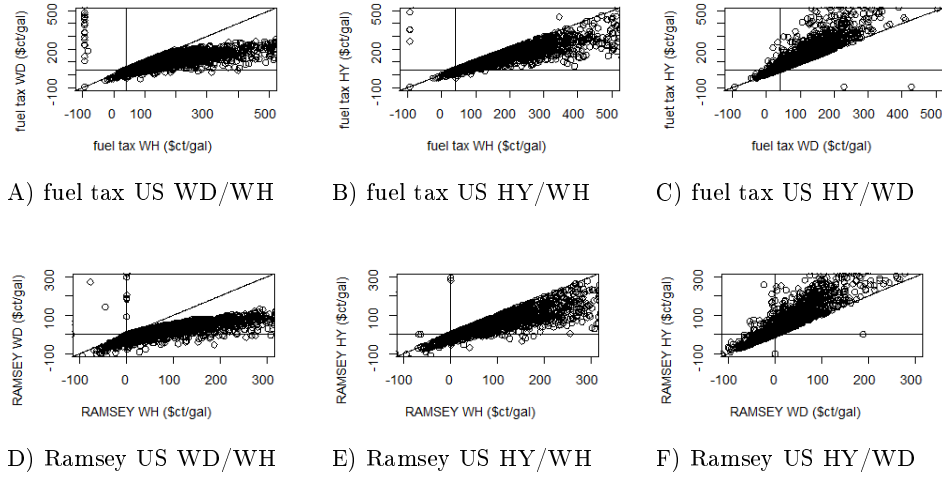 fuel tax WD ($ct/gal)
-100 200 500
-100 0 100 300 500
fuel tax WH ($ct/gal)
A) fuel tax US WD/WH
fuel tax HY ($ct/gal)
-100 200 500
-100 0 100 200 300 400 500
fuel tax WH ($ct/gal)
B) fuel tax US HY/WH
fuel tax HY ($ct/gal)
-100 200 500
-100 0 100 300 500
fuel tax WD ($ct/gal)
C) fuel tax US HY/WD
RAMSEY WD ($ct/gal)
-100 100 300
-100 0 100 200 300
RAMSEY WH ($ct/gal)
D) Ramsey US WD/WH
RAMSEY HY ($ct/gal)
-100 100 300
-100 0 100 200 300
RAMSEY WH ($ct/gal)
E) Ramsey US HY/WH
RAMSEY HY ($ct/gal)
-100 100 300
-100 0 100 200 300
RAMSEY WD ($ct/gal)
F) Ramsey US HY/WD